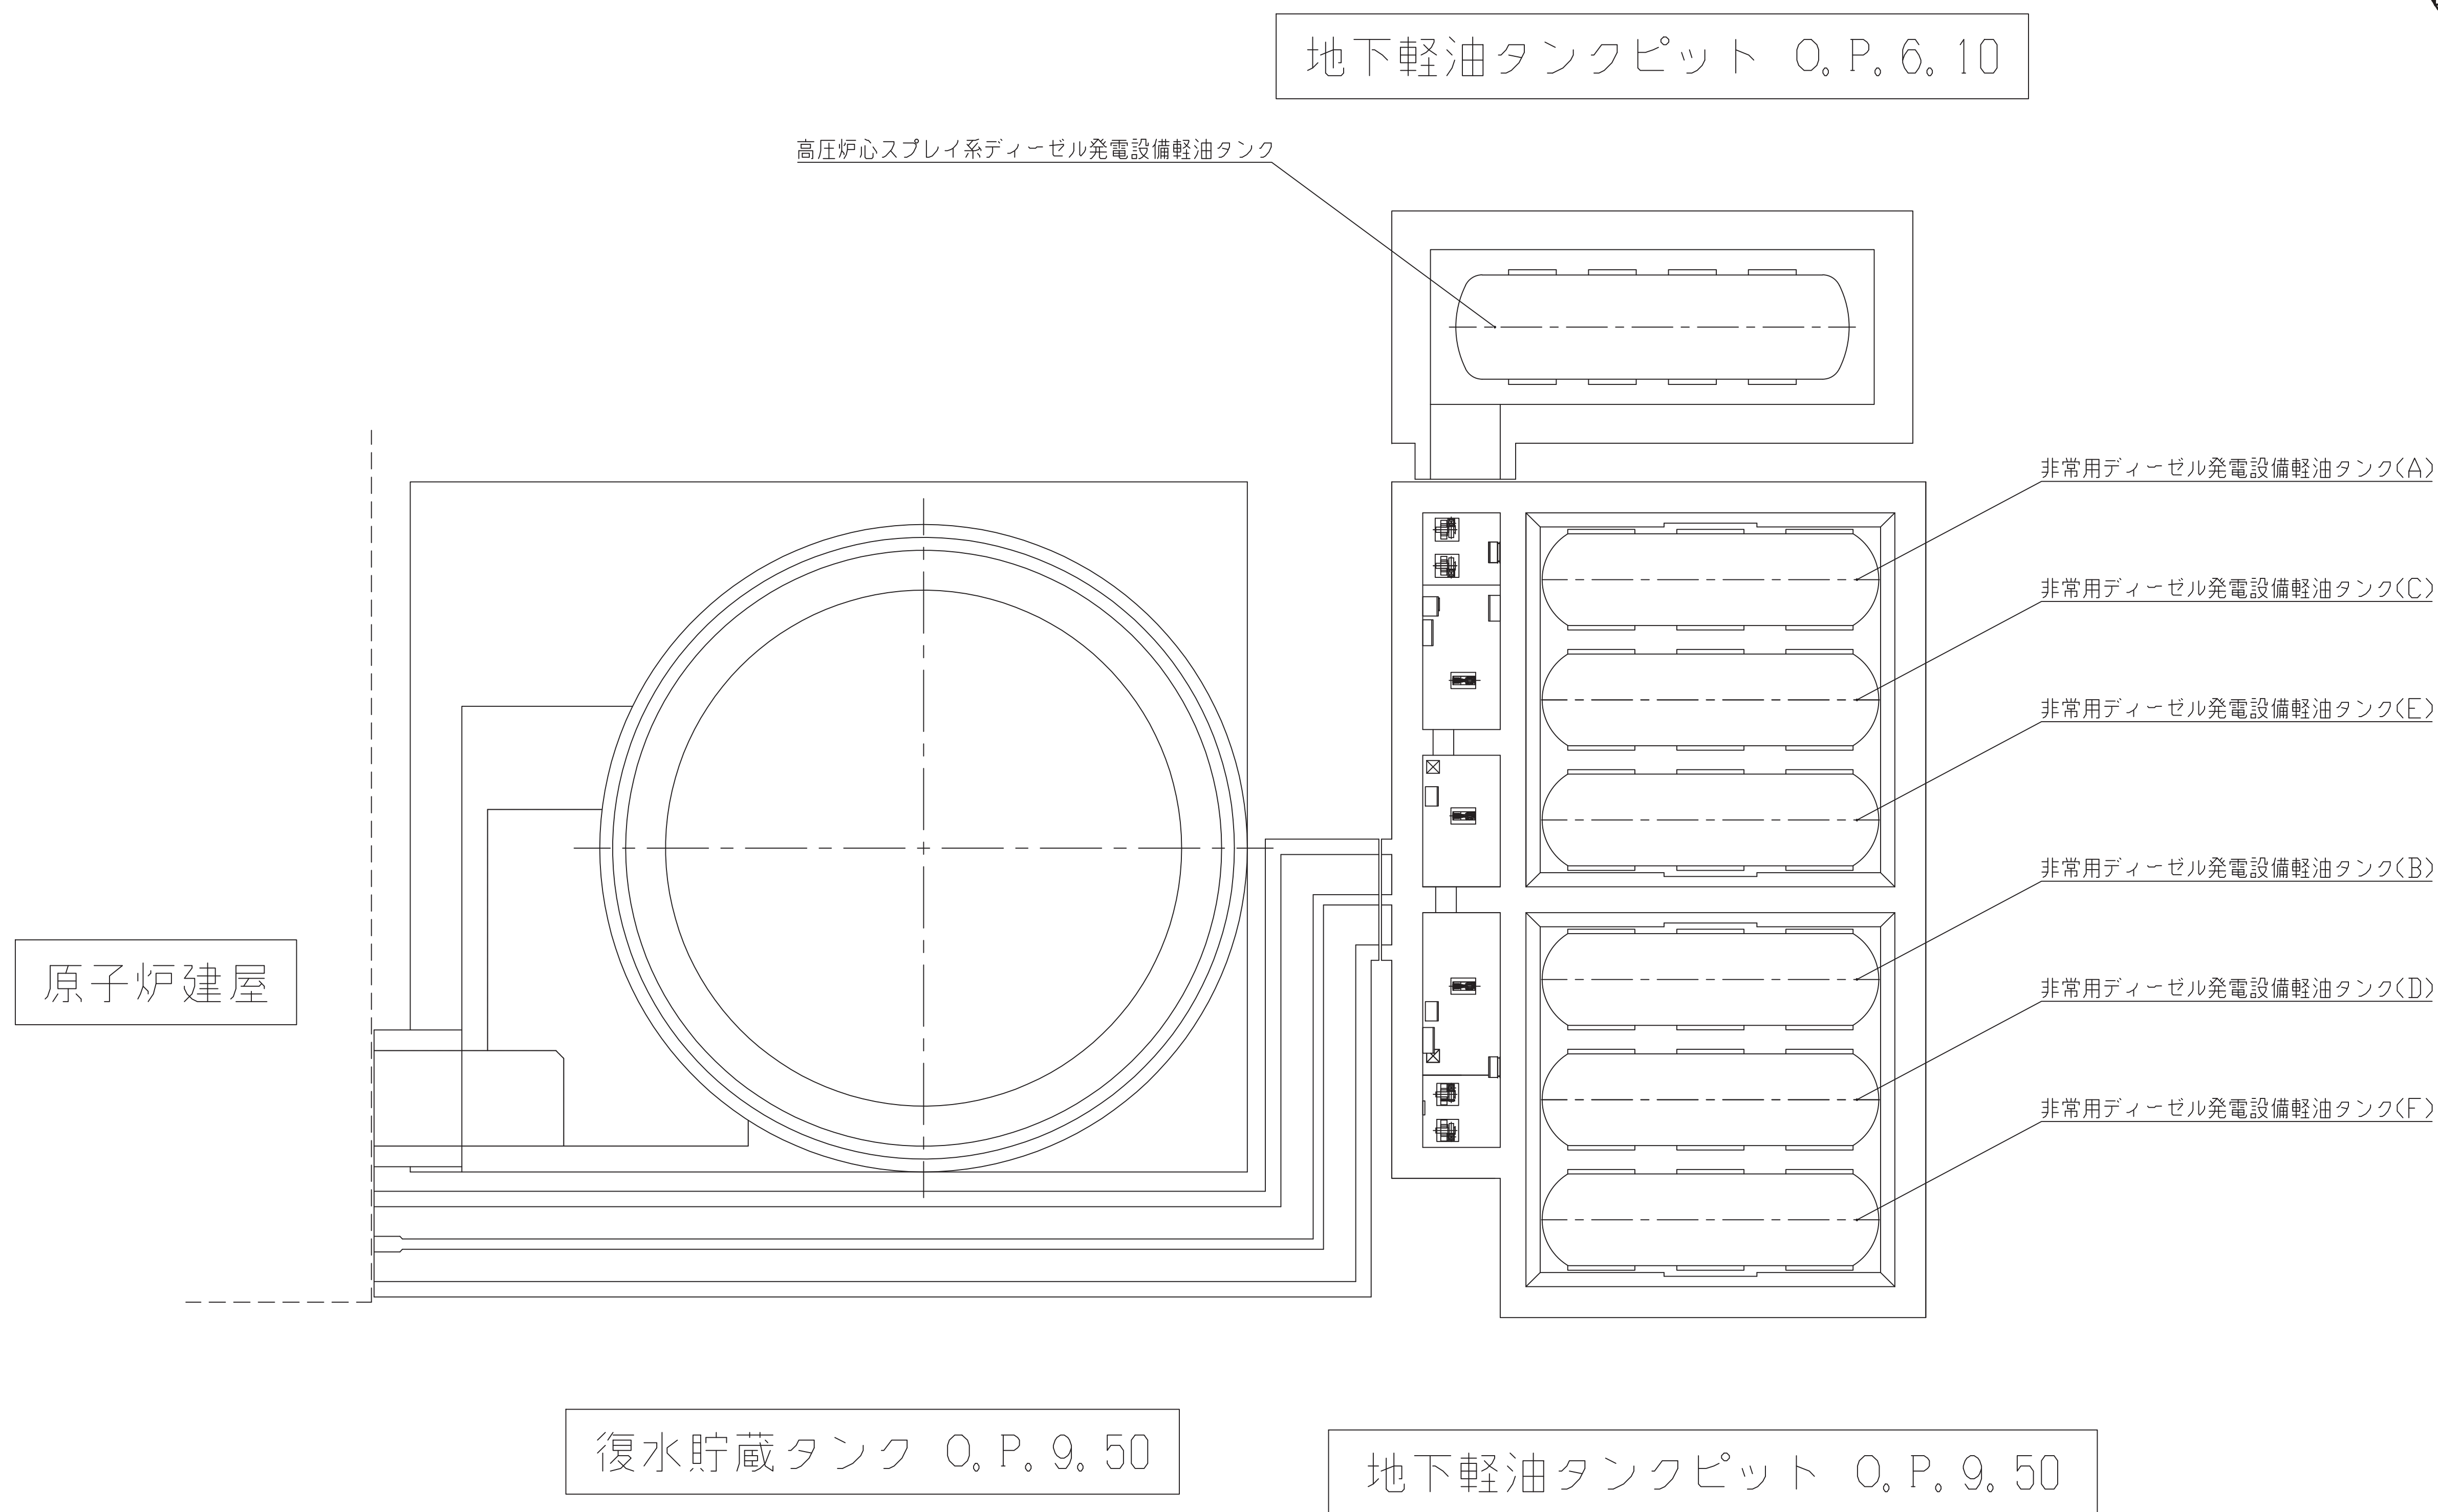 地下軽油タンクピット O.P.6.10
高圧炉心スプレイ系ディーゼル発電設備軽油タンク
非常用ディーゼル発電設備軽油タンク(A)
非常用ディーゼル発電設備軽油タンク(C)
非常用ディーゼル発電設備軽油タンク(E)
非常用ディーゼル発電設備軽油タンク(B)
原子炉建屋
非常用ディーゼル発電設備軽油タンク(D)
非常用ディーゼル発電設備軽油タンク(F)
復水貯蔵タンク O.P.9.50
地下軽油タンクピット O.P.9.50